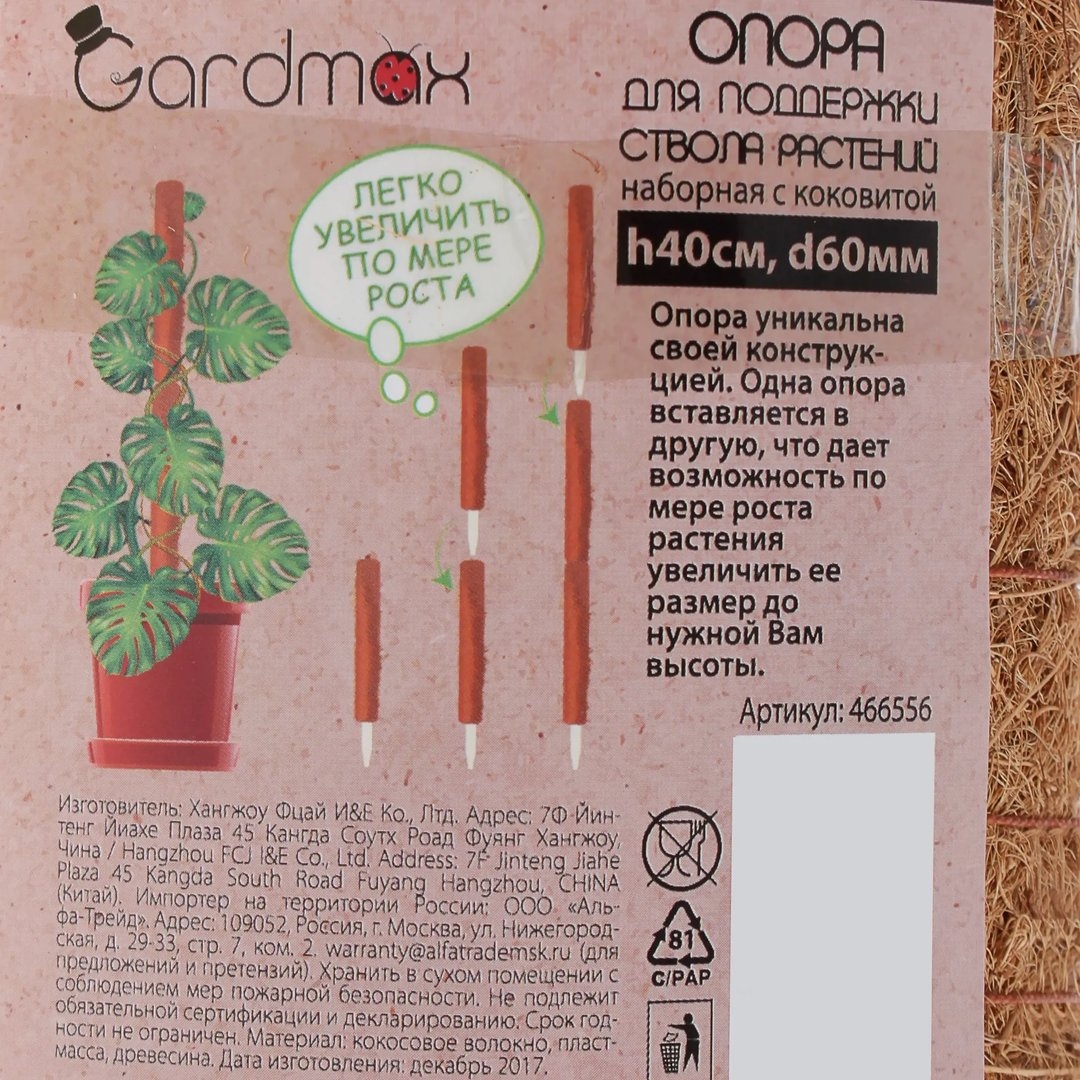 Gardmax
ОПОРА
ДЛЯ ПОДДЕРЖКИ
СТВОЛА РАСТЕНИЙ
наборная с коковитой
h40см, d60мм
ЛЕГКО
УВЕЛИЧИТЬ
ПО МЕРЕ
РОСТА
Опора уникальна
своей конструк-
цией. Одна опора
вставляется в
другую, что дает
возможность по
мере роста
растения
увеличить ее
размер до
нужной Вам
высоты.
Артикул: 466556
Изготовитель: Хангжоу Фцай И&Е Ко., Лтд. Адрес: 7Ф Йин-
тенг Йиахе Плаза 45 Кангда Соутх Роад Фуянг Хангжоу,
Чина / Hangzhou FCJ I&E Co., Ltd. Address: 7F Jinteng Jiahe
Plaza 45 Kangda South Road Fuyang Hangzhou, CHINA
(Китай). Импортер на территории России: ООО «Аль-
фа-Трейд». Адрес: 109052, Россия, г. Москва, ул. Нижегород-
ская, д. 29-33, стр. 7, ком. 2. warranty@alfatrademsk.ru (для
предложений и претензий). Хранить в сухом помещении с
соблюдением мер пожарной безопасности. Не подлежит
обязательной сертификации и декларированию. Срок год-
ности не ограничен. Материал: кокосовое волокно, пласт-
масса, древесина. Дата изготовления: декабрь 2017.
81
C/PAP